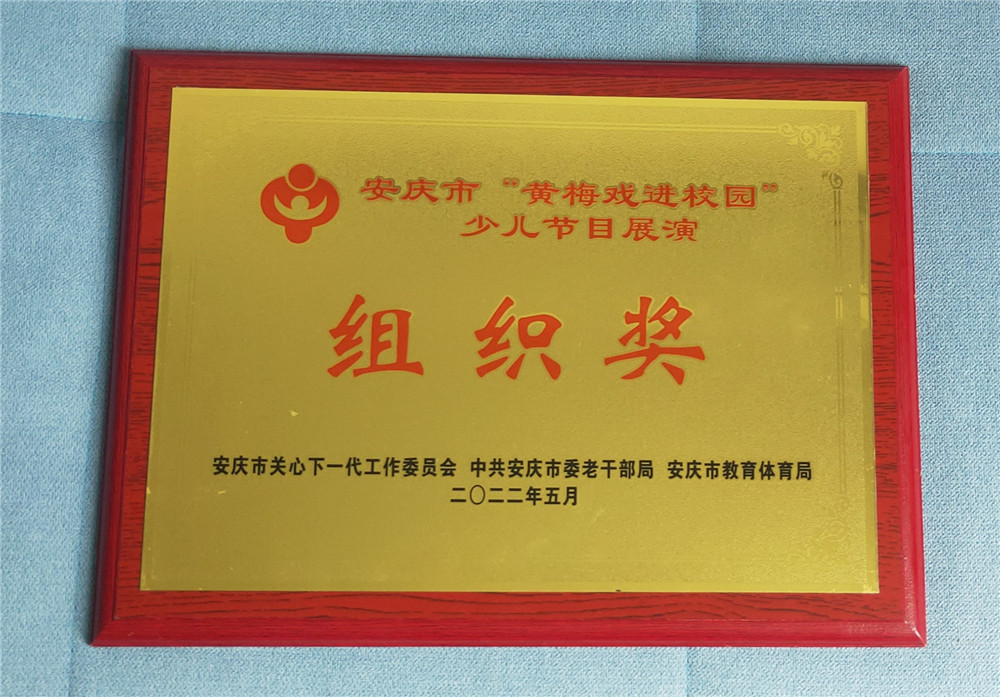 安庆市“黄梅戏进校园”
少儿节目展演
组织奖
安庆市关心下一代工作委员会 中共安庆市委老干部局 安庆市教育体育局
二〇二二年五月